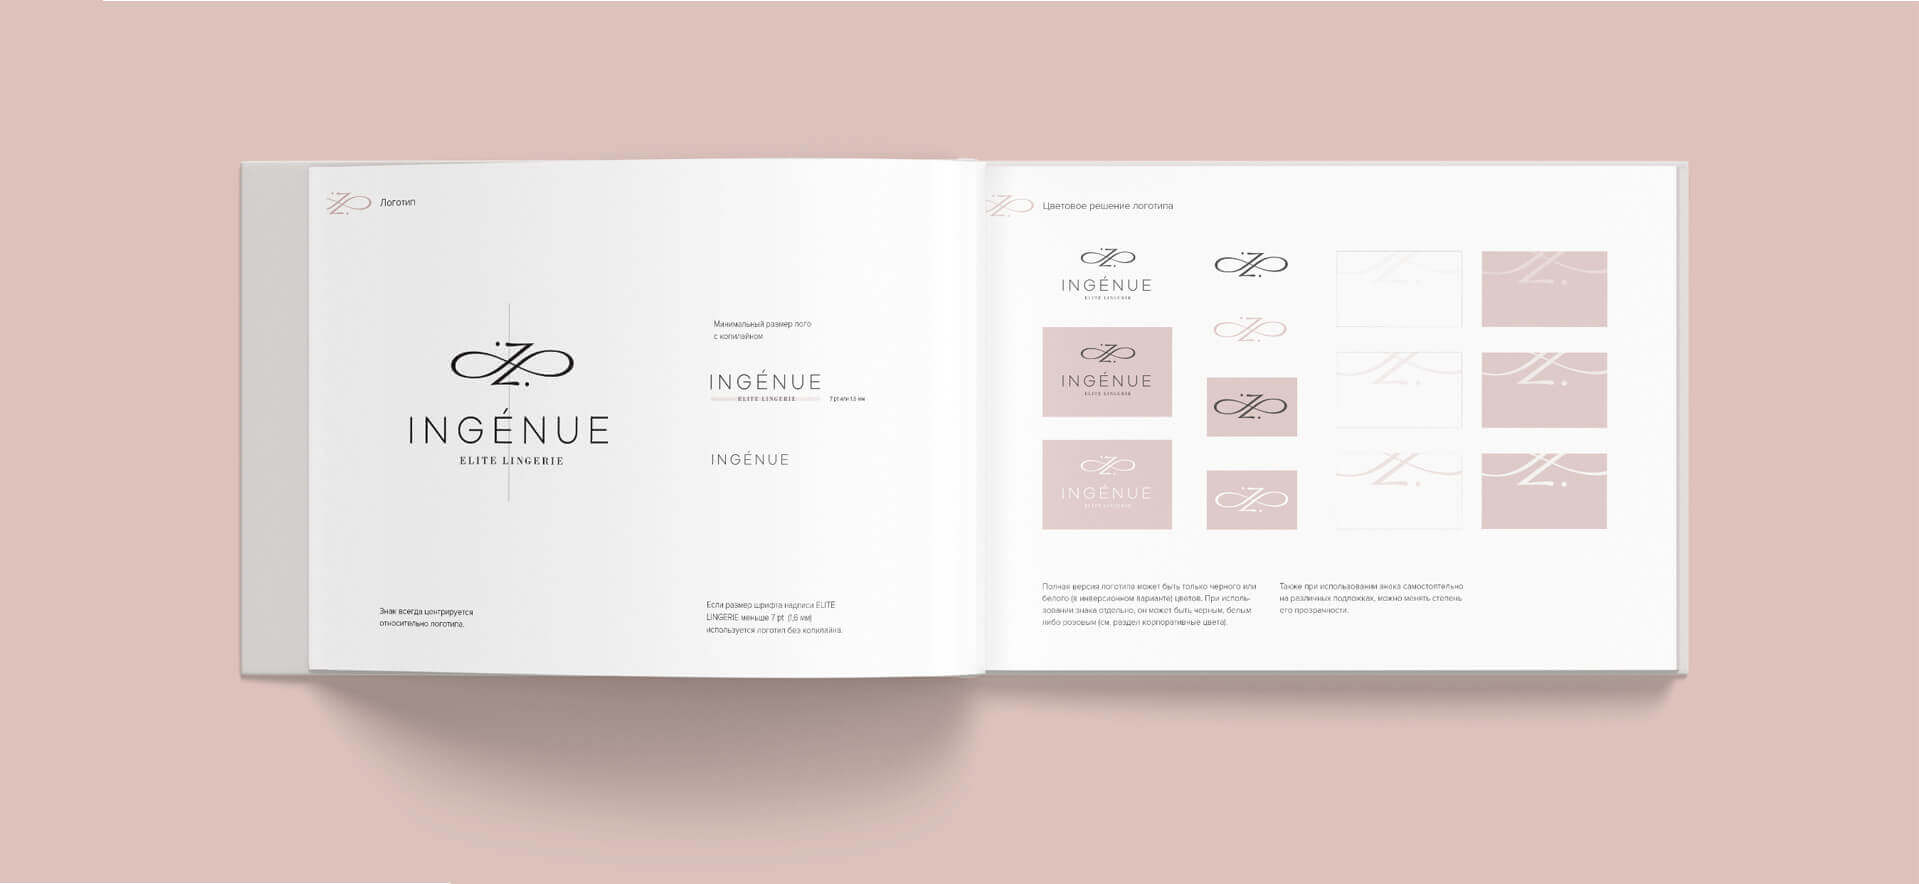 Логотип
INGÉNUE
ELITE LINGERIE
Знак всегда центрируется
относительно логотипа.
Минимальный размер лого
с копилайном
INGÉNUE
ELITE LINGERIE
7 pt или 1,6 мм
INGÉNUE
Если размер шрифта надписи ELITE
LINGERIE меньше 7 pt (1,6 мм)
используется логотип без копилайна.
Цветовое решение логотипа
INGÉNUE
ELITE LINGERIE
INGÉNUE
ELITE LINGERIE
INGÉNUE
ELITE LINGERIE
Полная версия логотипа может быть только черного или
белого (в инверсионном варианте) цветов. При исполь-
зовании знака отдельно, он может быть черным, белым
либо розовым (см. раздел корпоративные цвета).
Также при использовании знака самостоятельно
на различных подложках, можно менять степень
его прозрачности.